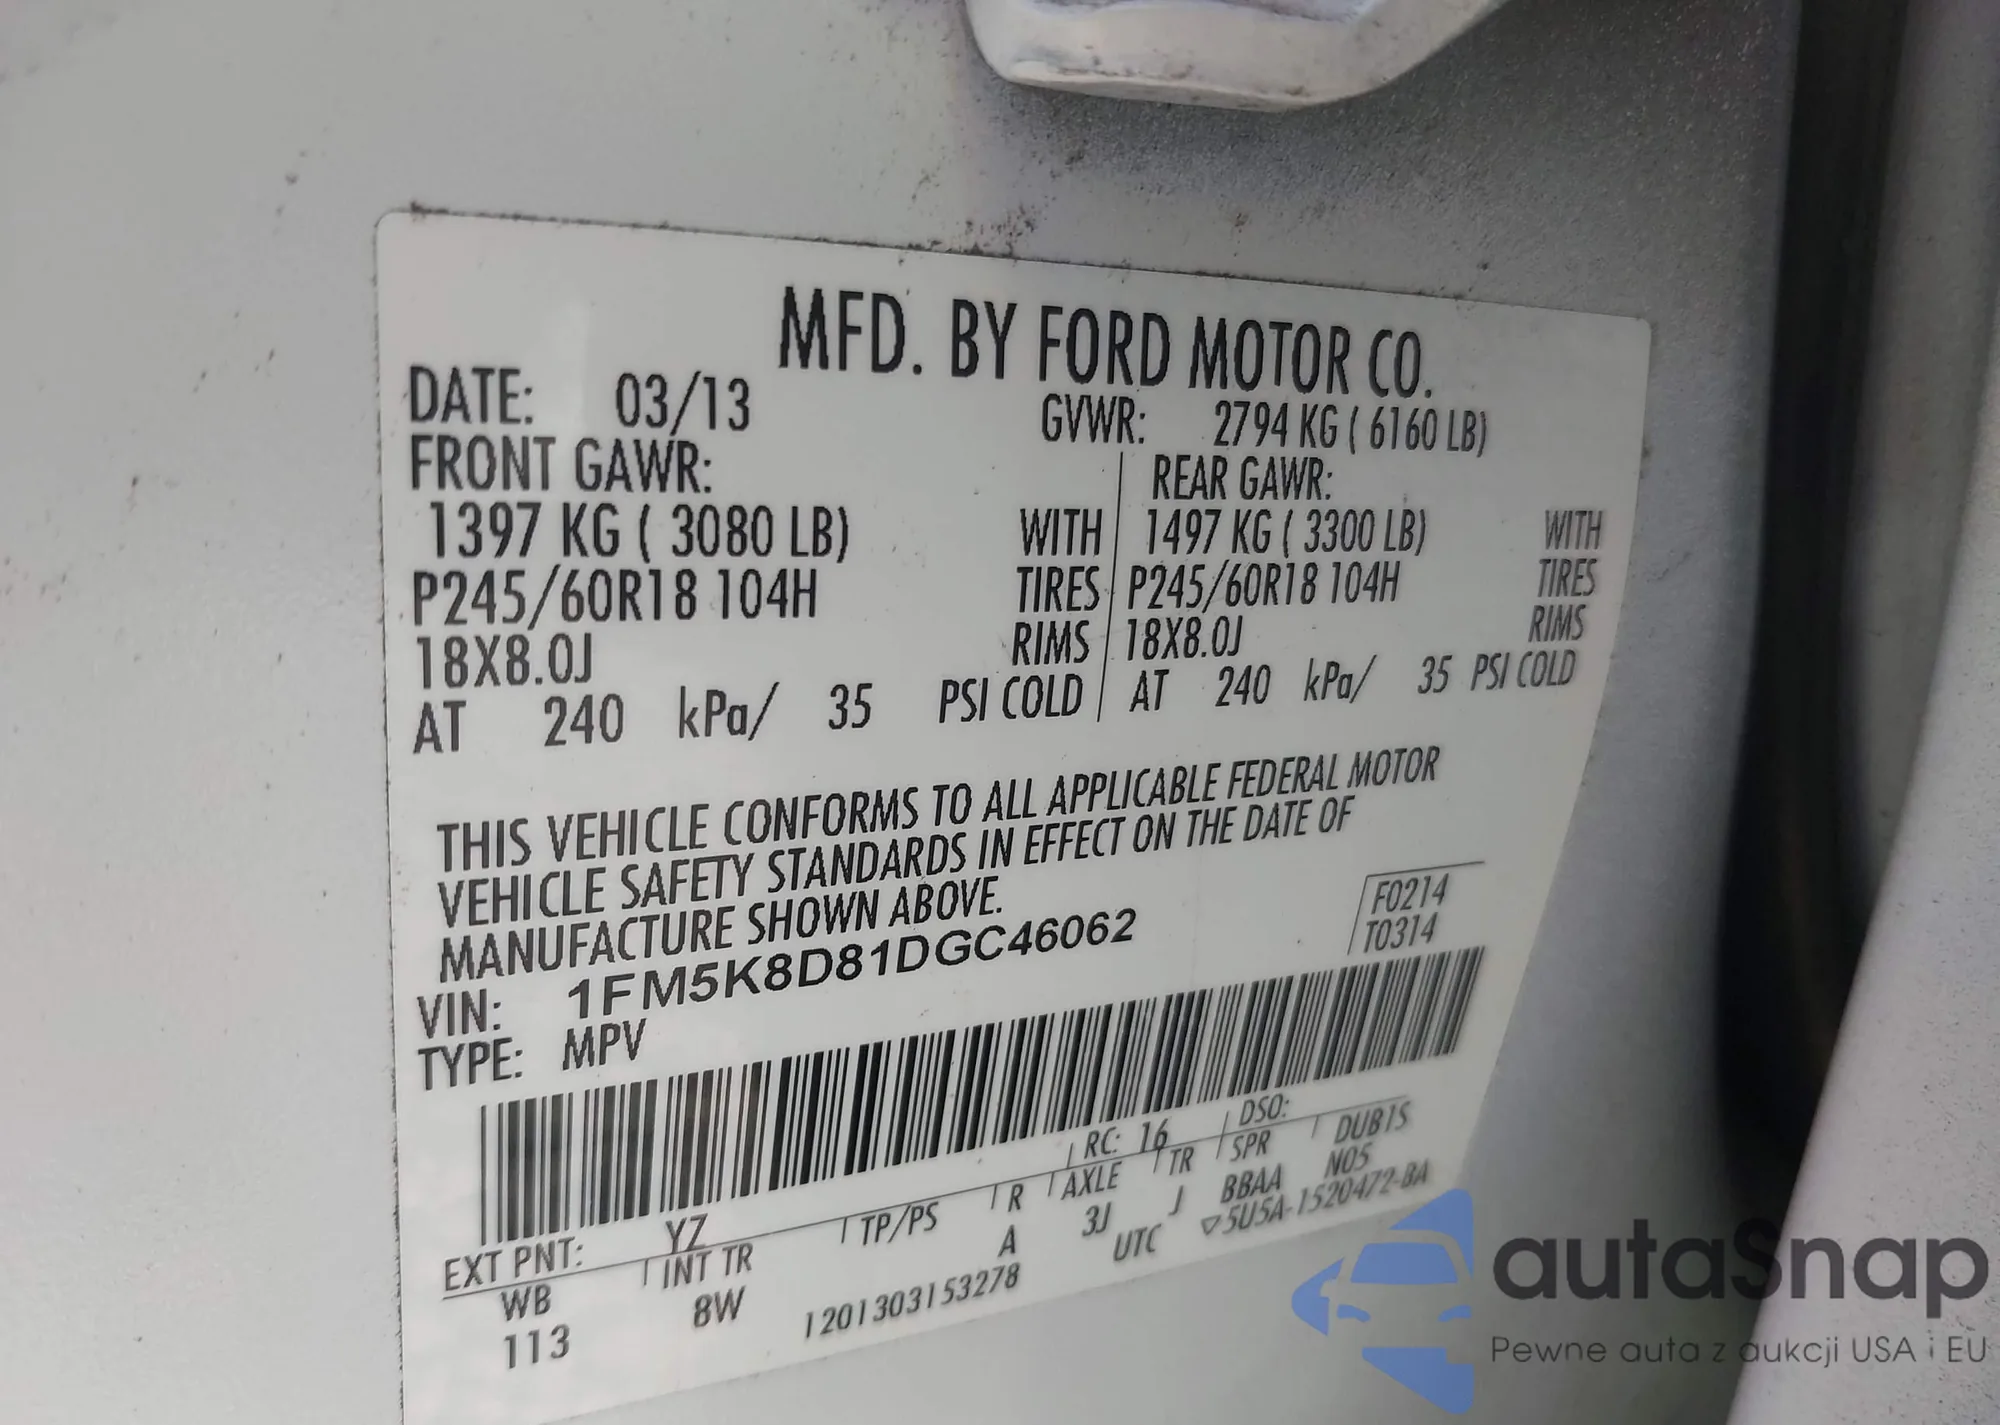 MFD. BY FORD MOTOR CO.
DATE: 03/13 GVWR: 2794 KG ( 6160 LB)
FRONT GAWR: REAR GAWR:
1397 KG ( 3080 LB) WITH 1497 KG ( 3300 LB) WITH
P245/60R18 104H TIRES P245/60R18 104H TIRES
18X8.0J RIMS 18X8.0J RIMS
AT 240 kPa/ 35 PSI COLD AT 240 kPa/ 35 PSI COLD
THIS VEHICLE CONFORMS TO ALL APPLICABLE FEDERAL MOTOR
VEHICLE SAFETY STANDARDS IN EFFECT ON THE DATE OF
MANUFACTURE SHOWN ABOVE.
F0214
T0314
VIN: 1FM5K8D81DGC46062
TYPE: MPV
EXT PNT: YZ RC: 16 DSO:
WB INT TR TP/PS R AXLE TR SPR DUB1S
113 8W A 3J J BBAA N05
1201303153278 UTC ▽5U5A-1520472-BA
autaSnap
Pewne auta z aukcji USA i EU